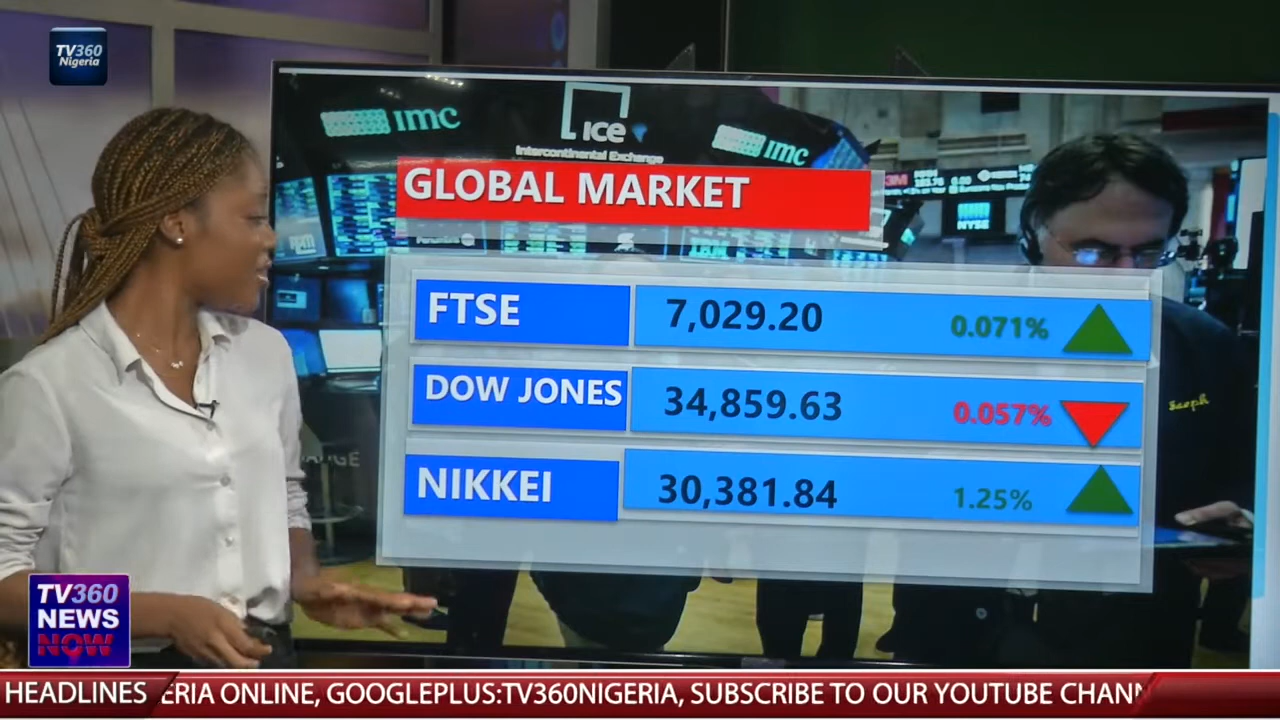 TV360
Nigeria
imc
ice
Intercontinental Exchange
imc
GLOBAL MARKET
NYSE
FTSE 7,029.20 0.071%
DOW JONES 34,859.63 0.057%
NIKKEI 30,381.84 1.25%
TV360
NEWS
NOW
HEADLINES ERIA ONLINE, GOOGLEPLUS:TV360NIGERIA, SUBSCRIBE TO OUR YOUTUBE CHANN